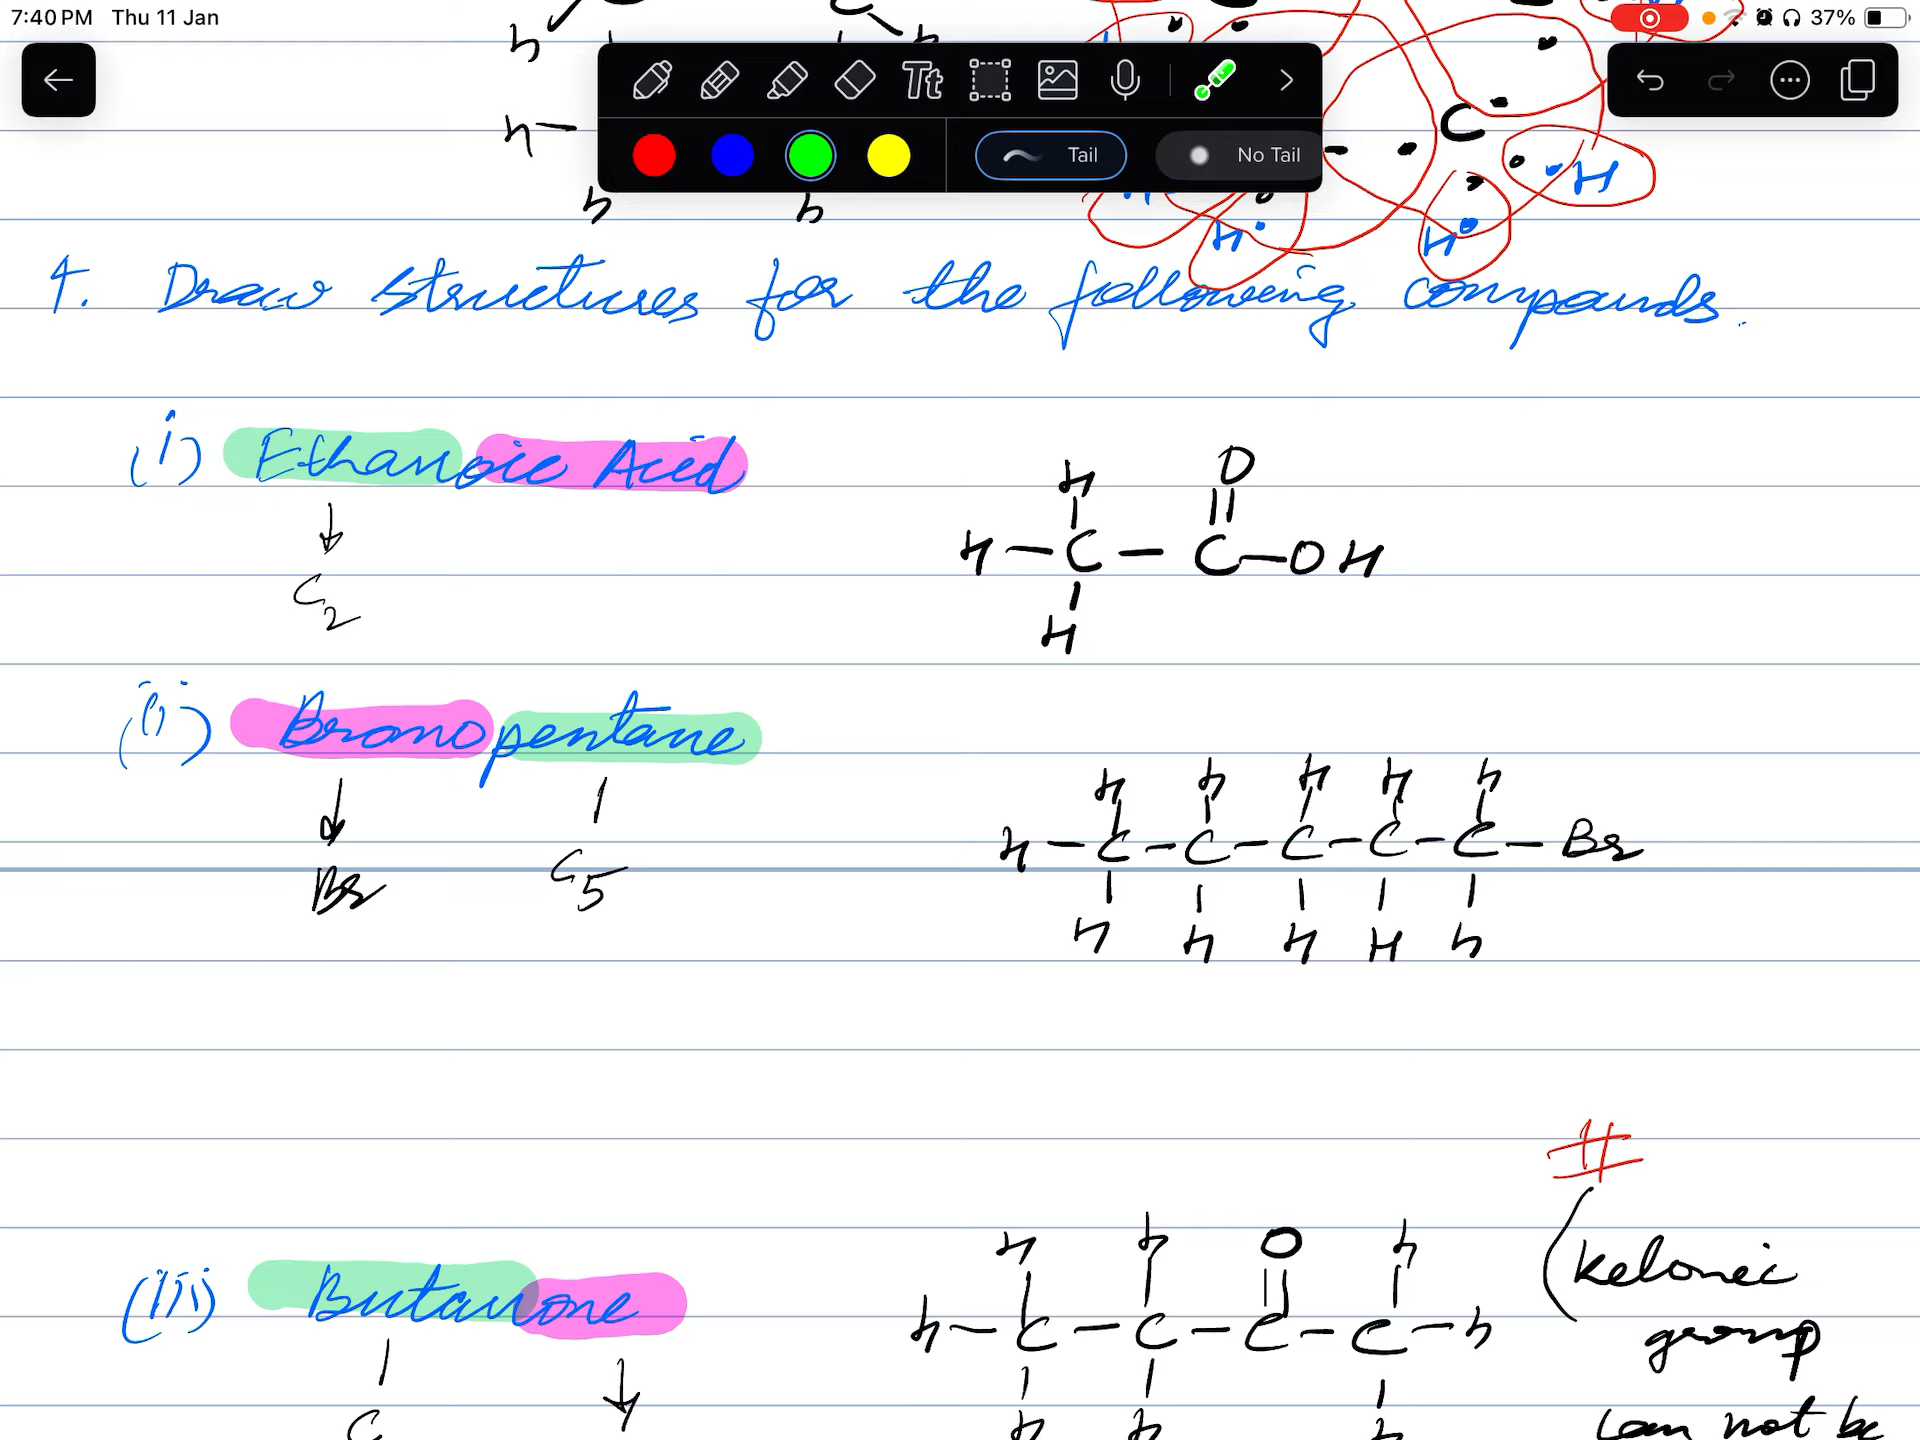 7:40 PM Thu 11 Jan
37%
Tt
Tail
No Tail
h
h
h
h
h
C
H
H
H
4. Draw structures for the following compounds.
(i) Ethanoic Acid
C2
H O
H – C – C – OH
H
(ii) Bromopentane
Br C5
H H H H H
H – C – C – C – C – C – Br
H H H H H
#
(iii) Butanone
C
H H O H
H – C – C – C – C – H
H H H
Ketonic
group
can not be